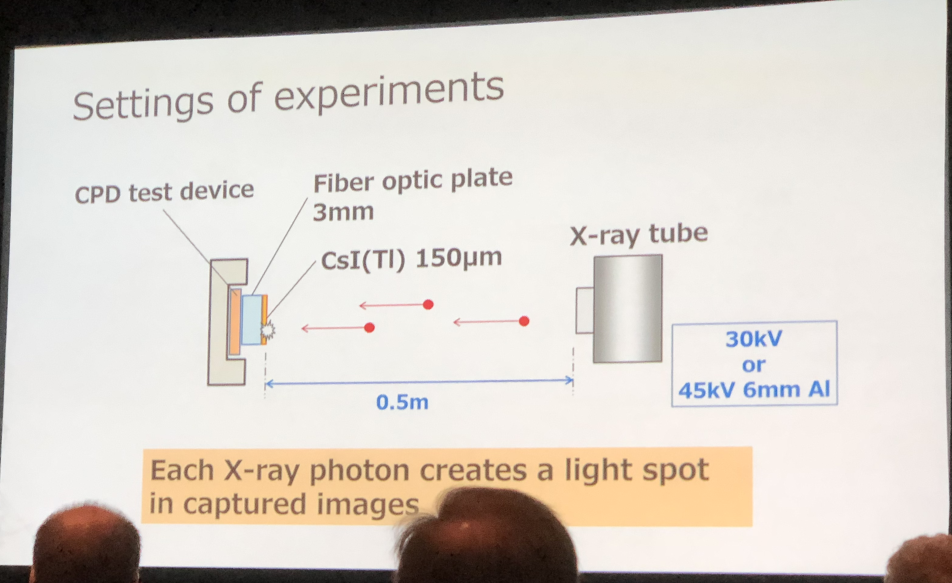 Settings of experiments
CPD test device
Fiber optic plate
3mm
CsI(Tl) 150μm
X-ray tube
30kV
or
45kV 6mm Al
0.5m
Each X-ray photon creates a light spot
in captured images